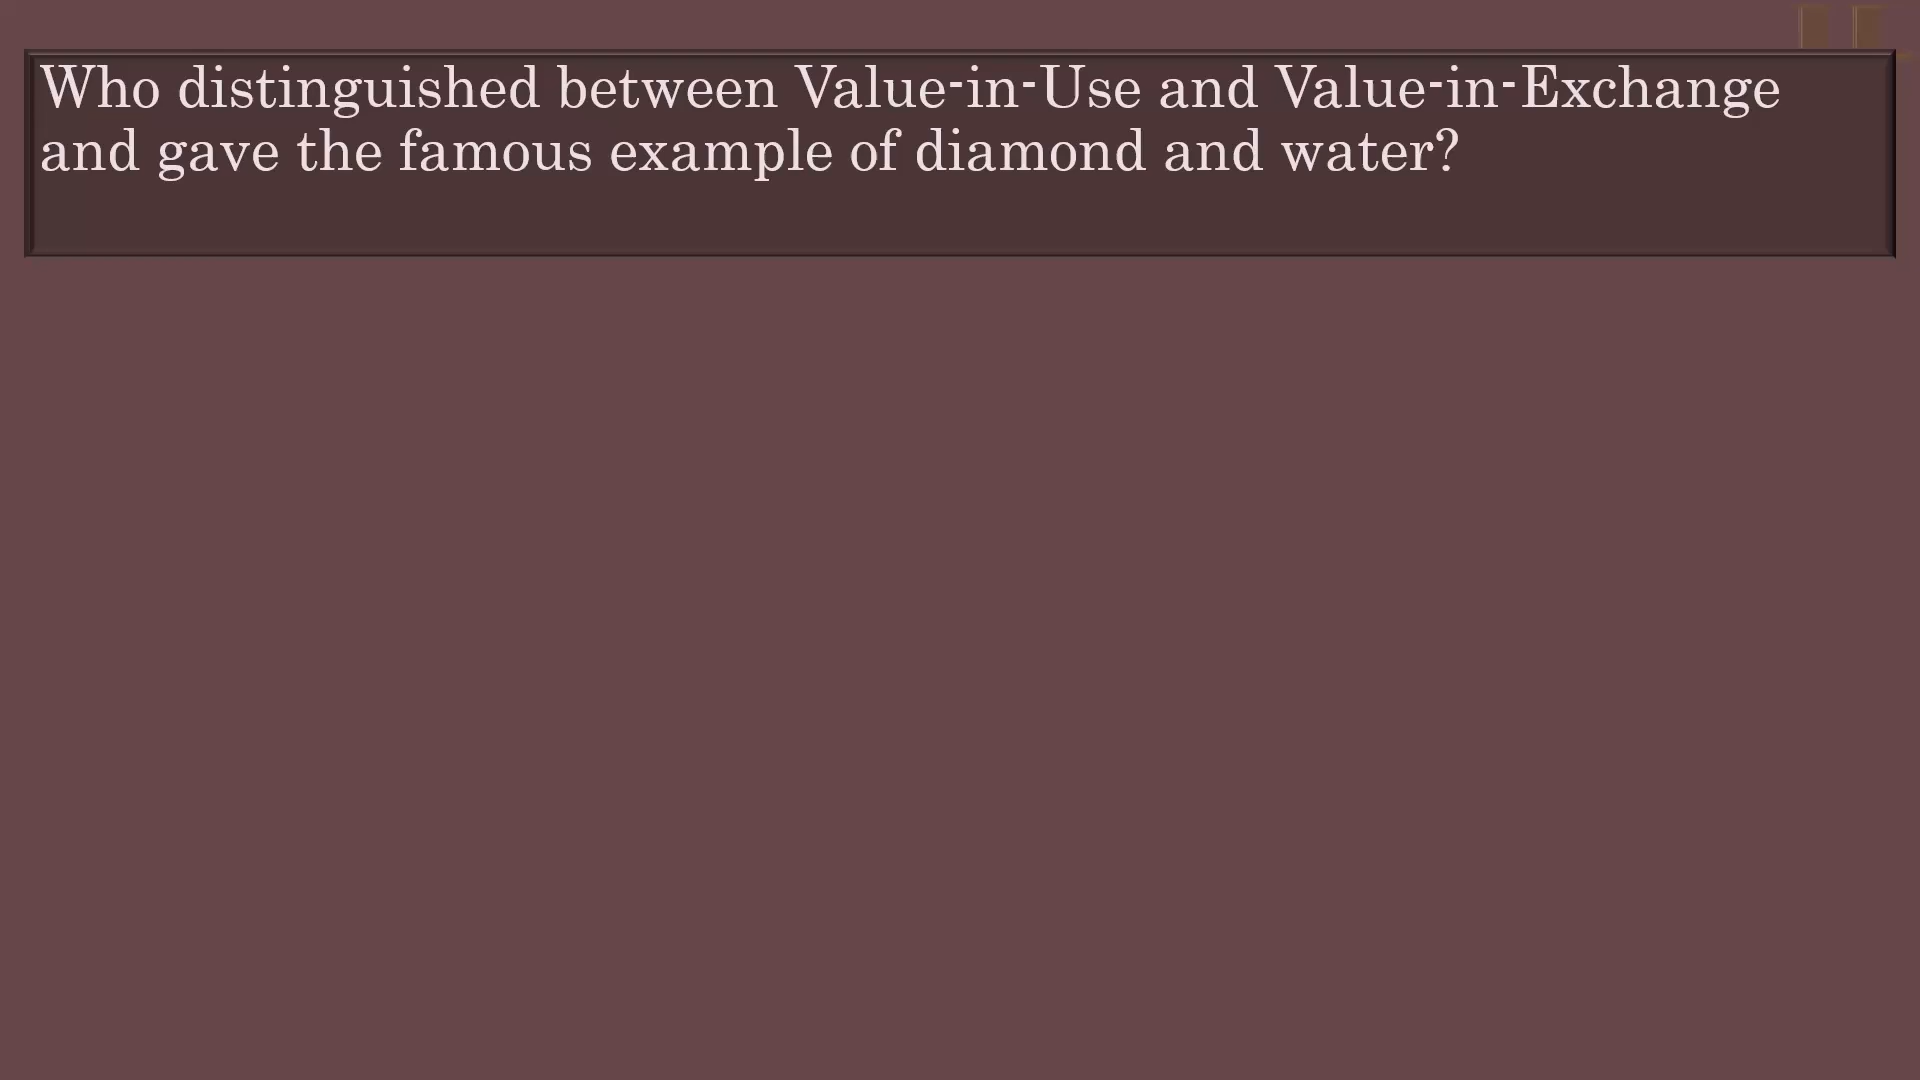 Who distinguished between Value-in-Use and Value-in-Exchange
and gave the famous example of diamond and water?